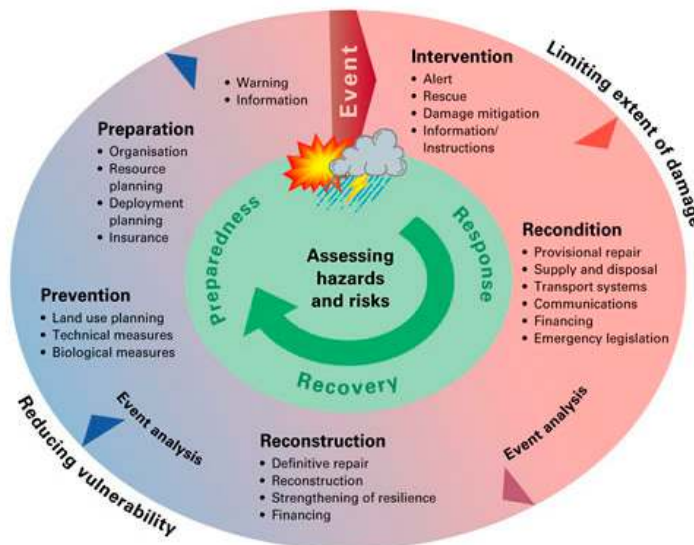 Event
Intervention
• Alert
• Rescue
• Damage mitigation
• Information/
Instructions
Limiting extent of damage
Recondition
• Provisional repair
• Supply and disposal
• Transport systems
• Communications
• Financing
• Emergency legislation
Event analysis
Reconstruction
• Definitive repair
• Reconstruction
• Strengthening of resilience
• Financing
Event analysis
Reducing vulnerability
Prevention
• Land use planning
• Technical measures
• Biological measures
Preparation
• Organisation
• Resource
planning
• Deployment
planning
• Insurance
• Warning
• Information
Response
Recovery
Preparedness
Assessing
hazards
and risks